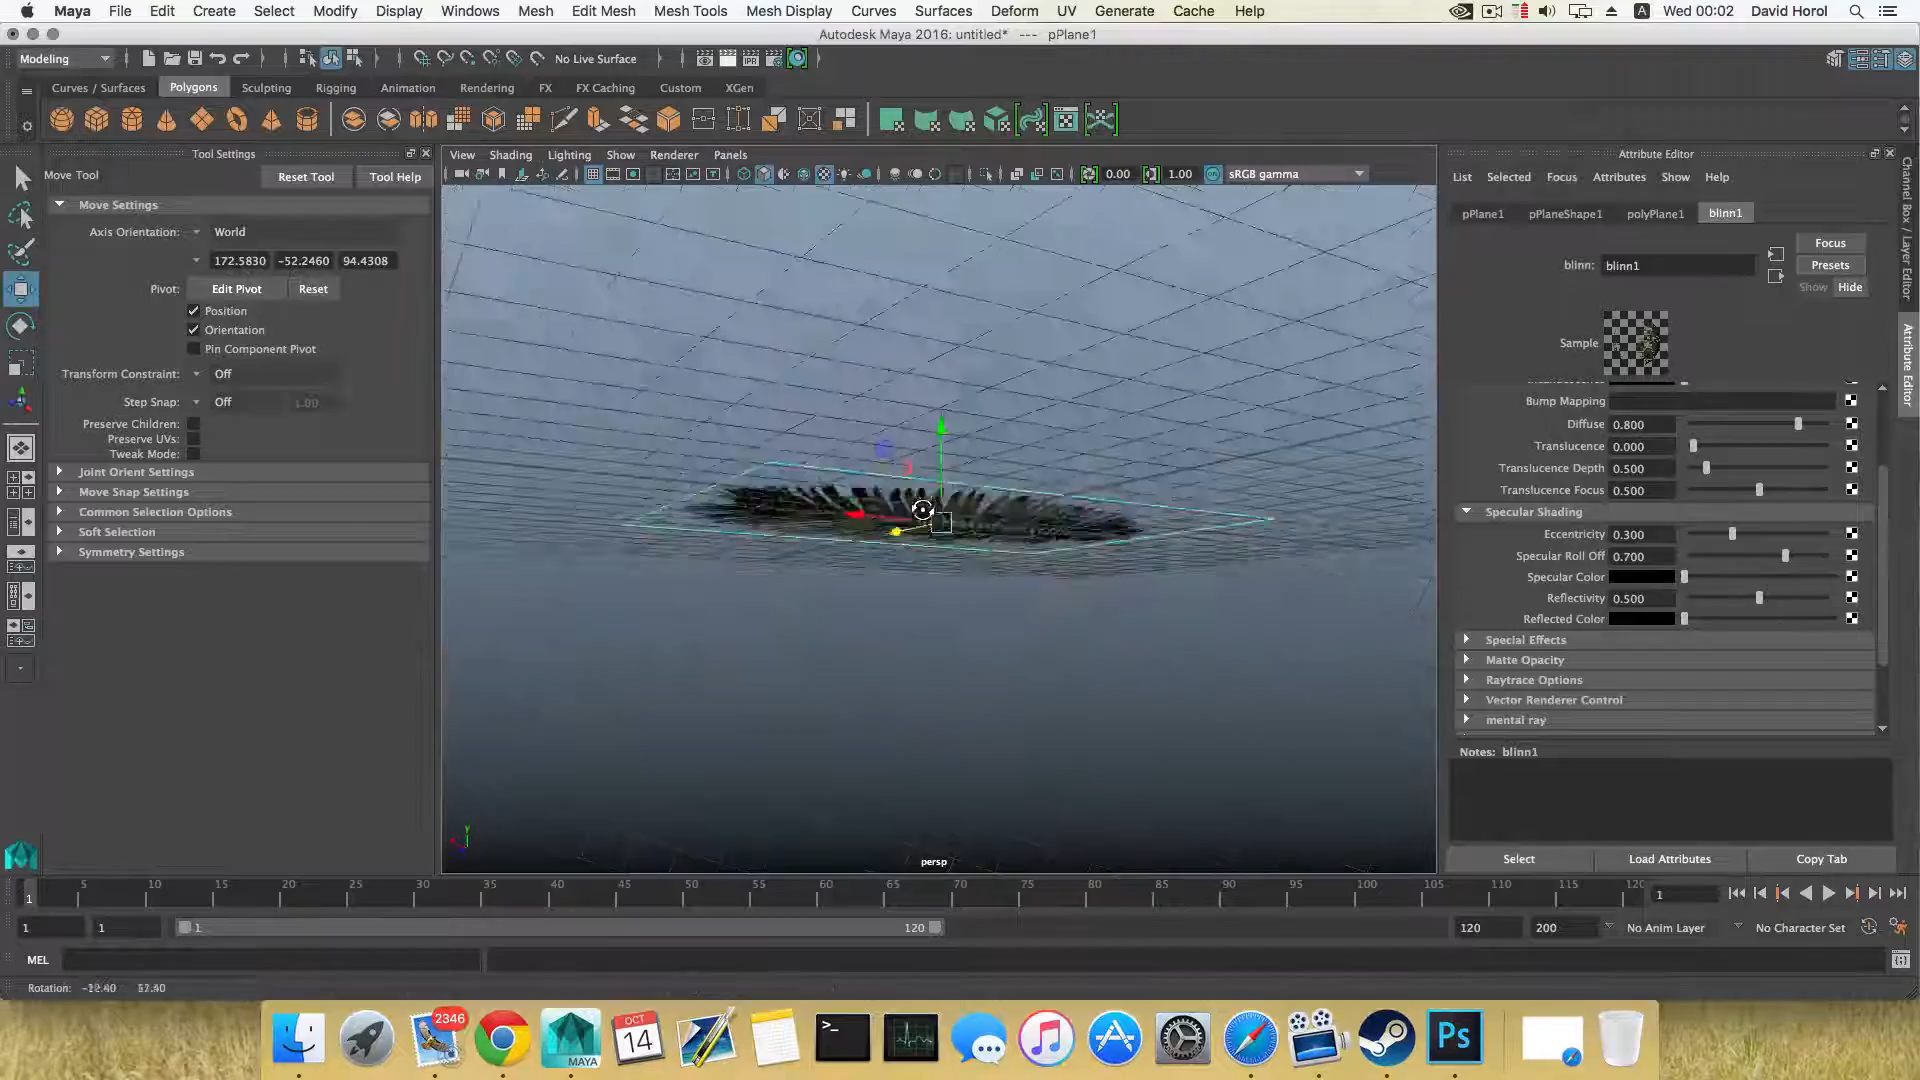 Maya File Edit Create Select Modify Display Windows Mesh Edit Mesh Mesh Tools Mesh Display Curves Surfaces Deform UV Generate Cache Help A Wed 00:02 David Horol
Autodesk Maya 2016: untitled* --- pPlane1
Modeling No Live Surface
Curves / Surfaces Polygons Sculpting Rigging Animation Rendering FX FX Caching Custom XGen
Tool Settings
Move Tool Reset Tool Tool Help
Move Settings
Axis Orientation: World
172.5830 -52.2460 94.4308
Pivot: Edit Pivot Reset
Position
Orientation
Pin Component Pivot
Transform Constraint: Off
Step Snap: Off 1.00
Preserve Children:
Preserve UVs:
Tweak Mode:
Joint Orient Settings
Move Snap Settings
Common Selection Options
Soft Selection
Symmetry Settings
View Shading Lighting Show Renderer Panels
0.00 1.00 sRGB gamma
persp
Attribute Editor
List Selected Focus Attributes Show Help
pPlane1 pPlaneShape1 polyPlane1 blinn1
Focus
blinn: blinn1 Presets
Show Hide
Sample
Bump Mapping
Diffuse 0.800
Translucence 0.000
Translucence Depth 0.500
Translucence Focus 0.500
Specular Shading
Eccentricity 0.300
Specular Roll Off 0.700
Specular Color
Reflectivity 0.500
Reflected Color
Special Effects
Matte Opacity
Raytrace Options
Vector Renderer Control
mental ray
Notes: blinn1
Select Load Attributes Copy Tab
Channel Box / Layer Editor
Attribute Editor
1 5 10 15 20 25 30 35 40 45 50 55 60 65 70 75 80 85 90 95 100 105 110 115 120 1
1 1 1 120 120 200 No Anim Layer No Character Set
MEL
Rotation:
2346
OCT
14
MAYA
Ps